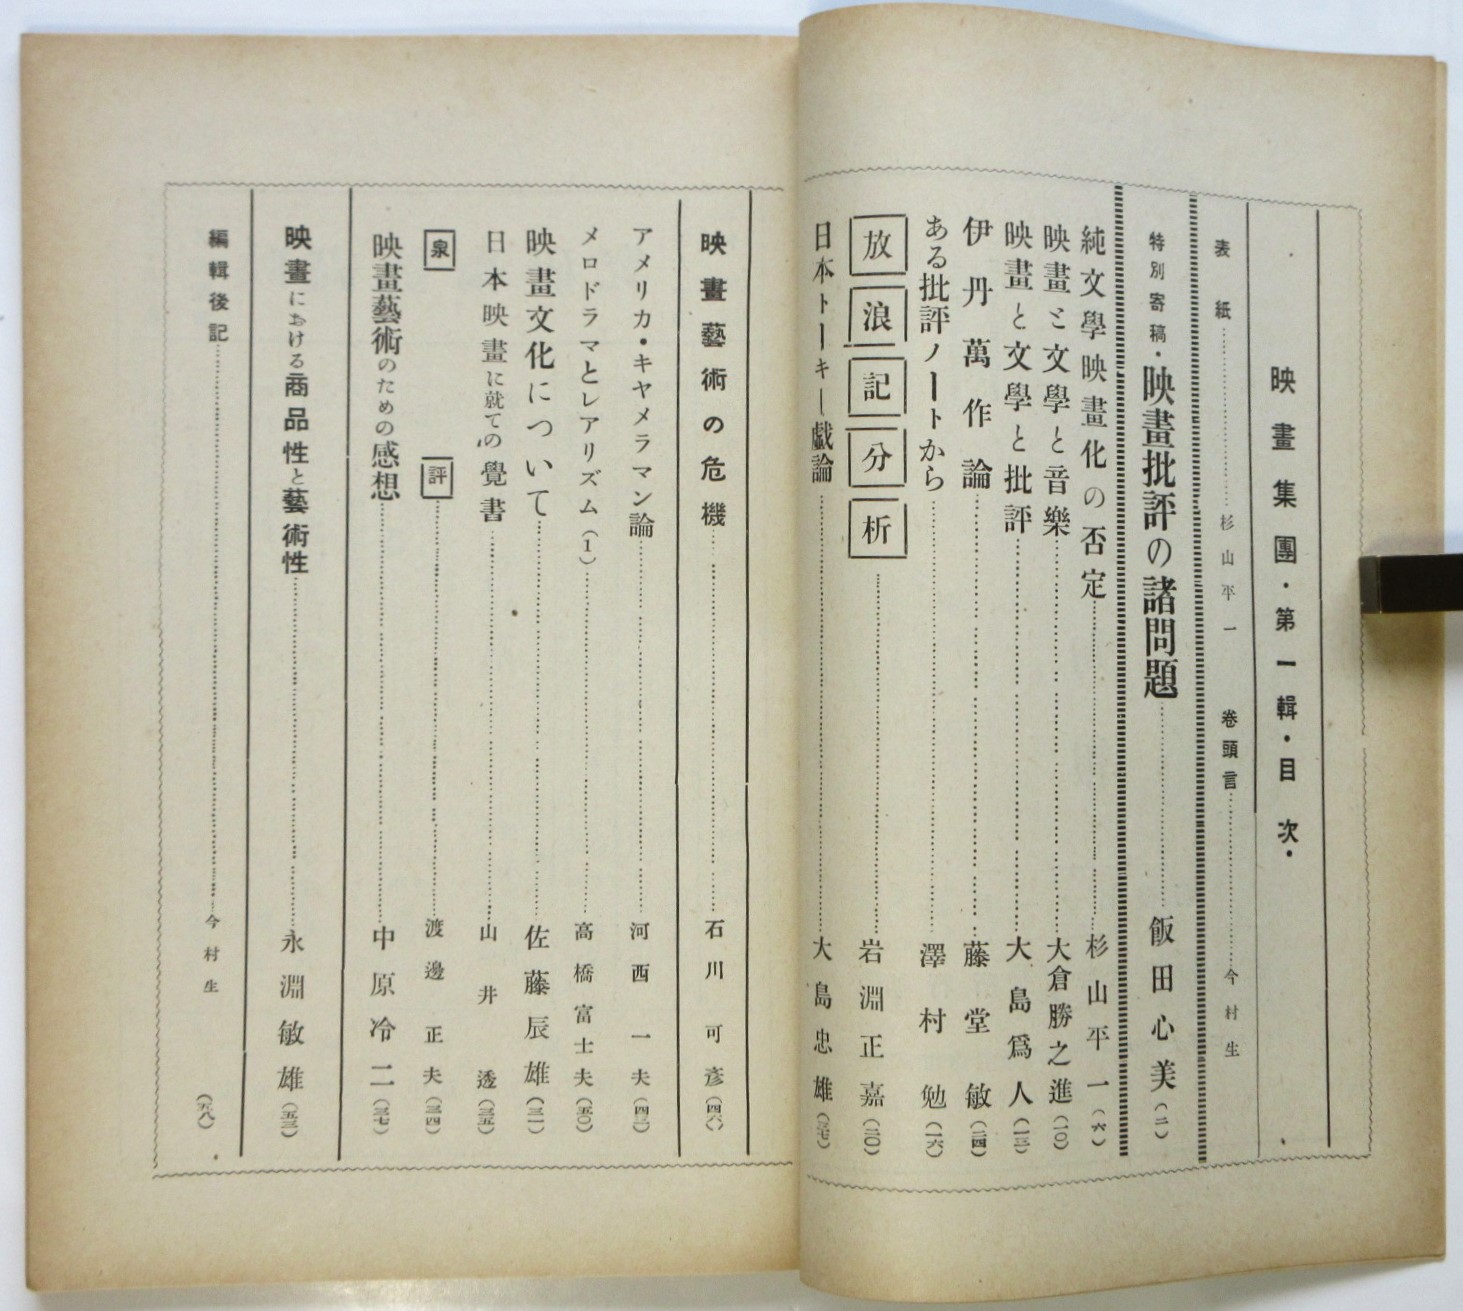 映畫集團・第一輯・目次・
表紙 杉山平一 卷頭言 今村生
特別寄稿・映畫批評の諸問題 飯田心美（二）
純文學映畫化の否定 杉山平一（六）
映畫と文學と音樂 大倉勝之進（一〇）
映畫と文學と批評 大島爲人（一三）
伊丹萬作論 藤堂敏（二四）
ある批評ノートから 澤村勉（一六）
放浪記分析 岩淵正嘉（二〇）
日本トーキー戯論 大島忠雄
映畫藝術の危機 石川可彥（四六）
アメリカ・キヤメラマン論 河西一夫（四二）
メロドラマとレアリズム（1） 高橋富士夫（五〇）
映畫文化について 佐藤辰雄（三一）
日本映畫に就ての覺書 山井透（三五）
泉評 渡邊正夫（三四）
映畫藝術のための感想 中原冷二（三七）
映畫における商品性と藝術性 永淵敏雄（五三）
編輯後記 今村生（五八）